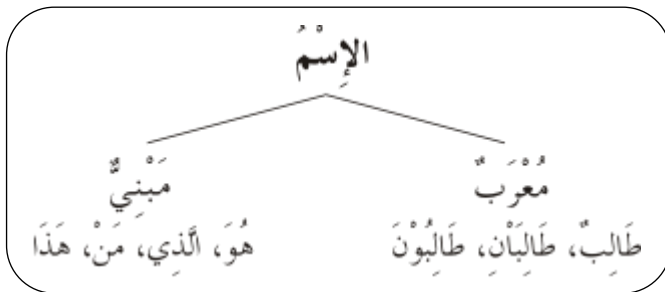 الإِسْمُ
مُعْرَبٌ
طَالِبٌ، طَالِبَانِ، طَالِبُوْنَ
مَبْنِيٌّ
هُوَ، الَّذِي، مَنْ، هَذَا